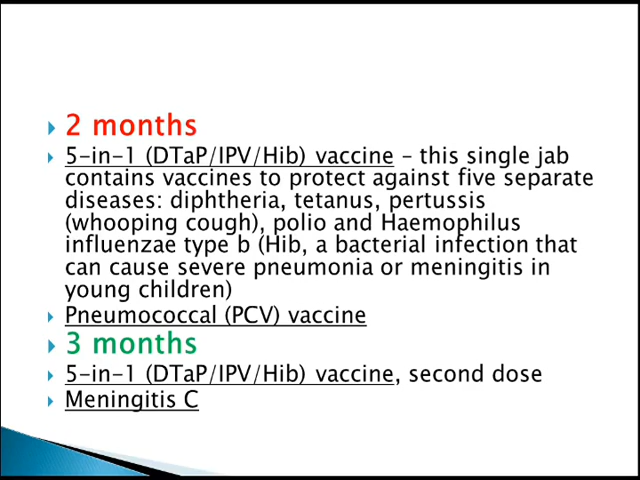 2 months
5-in-1 (DTaP/IPV/Hib) vaccine – this single jab
contains vaccines to protect against five separate
diseases: diphtheria, tetanus, pertussis
(whooping cough), polio and Haemophilus
influenzae type b (Hib, a bacterial infection that
can cause severe pneumonia or meningitis in
young children)
Pneumococcal (PCV) vaccine
3 months
5-in-1 (DTaP/IPV/Hib) vaccine, second dose
Meningitis C